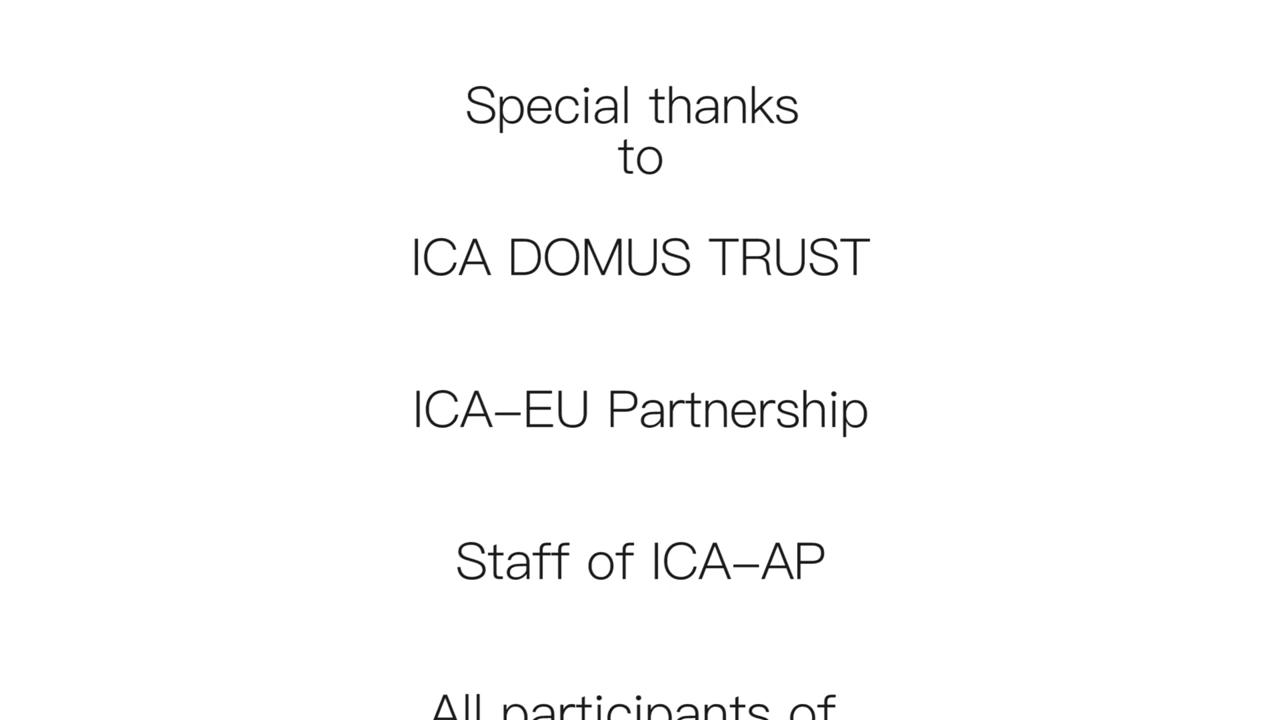 Special thanks
to
ICA DOMUS TRUST
ICA–EU Partnership
Staff of ICA–AP
All participants of